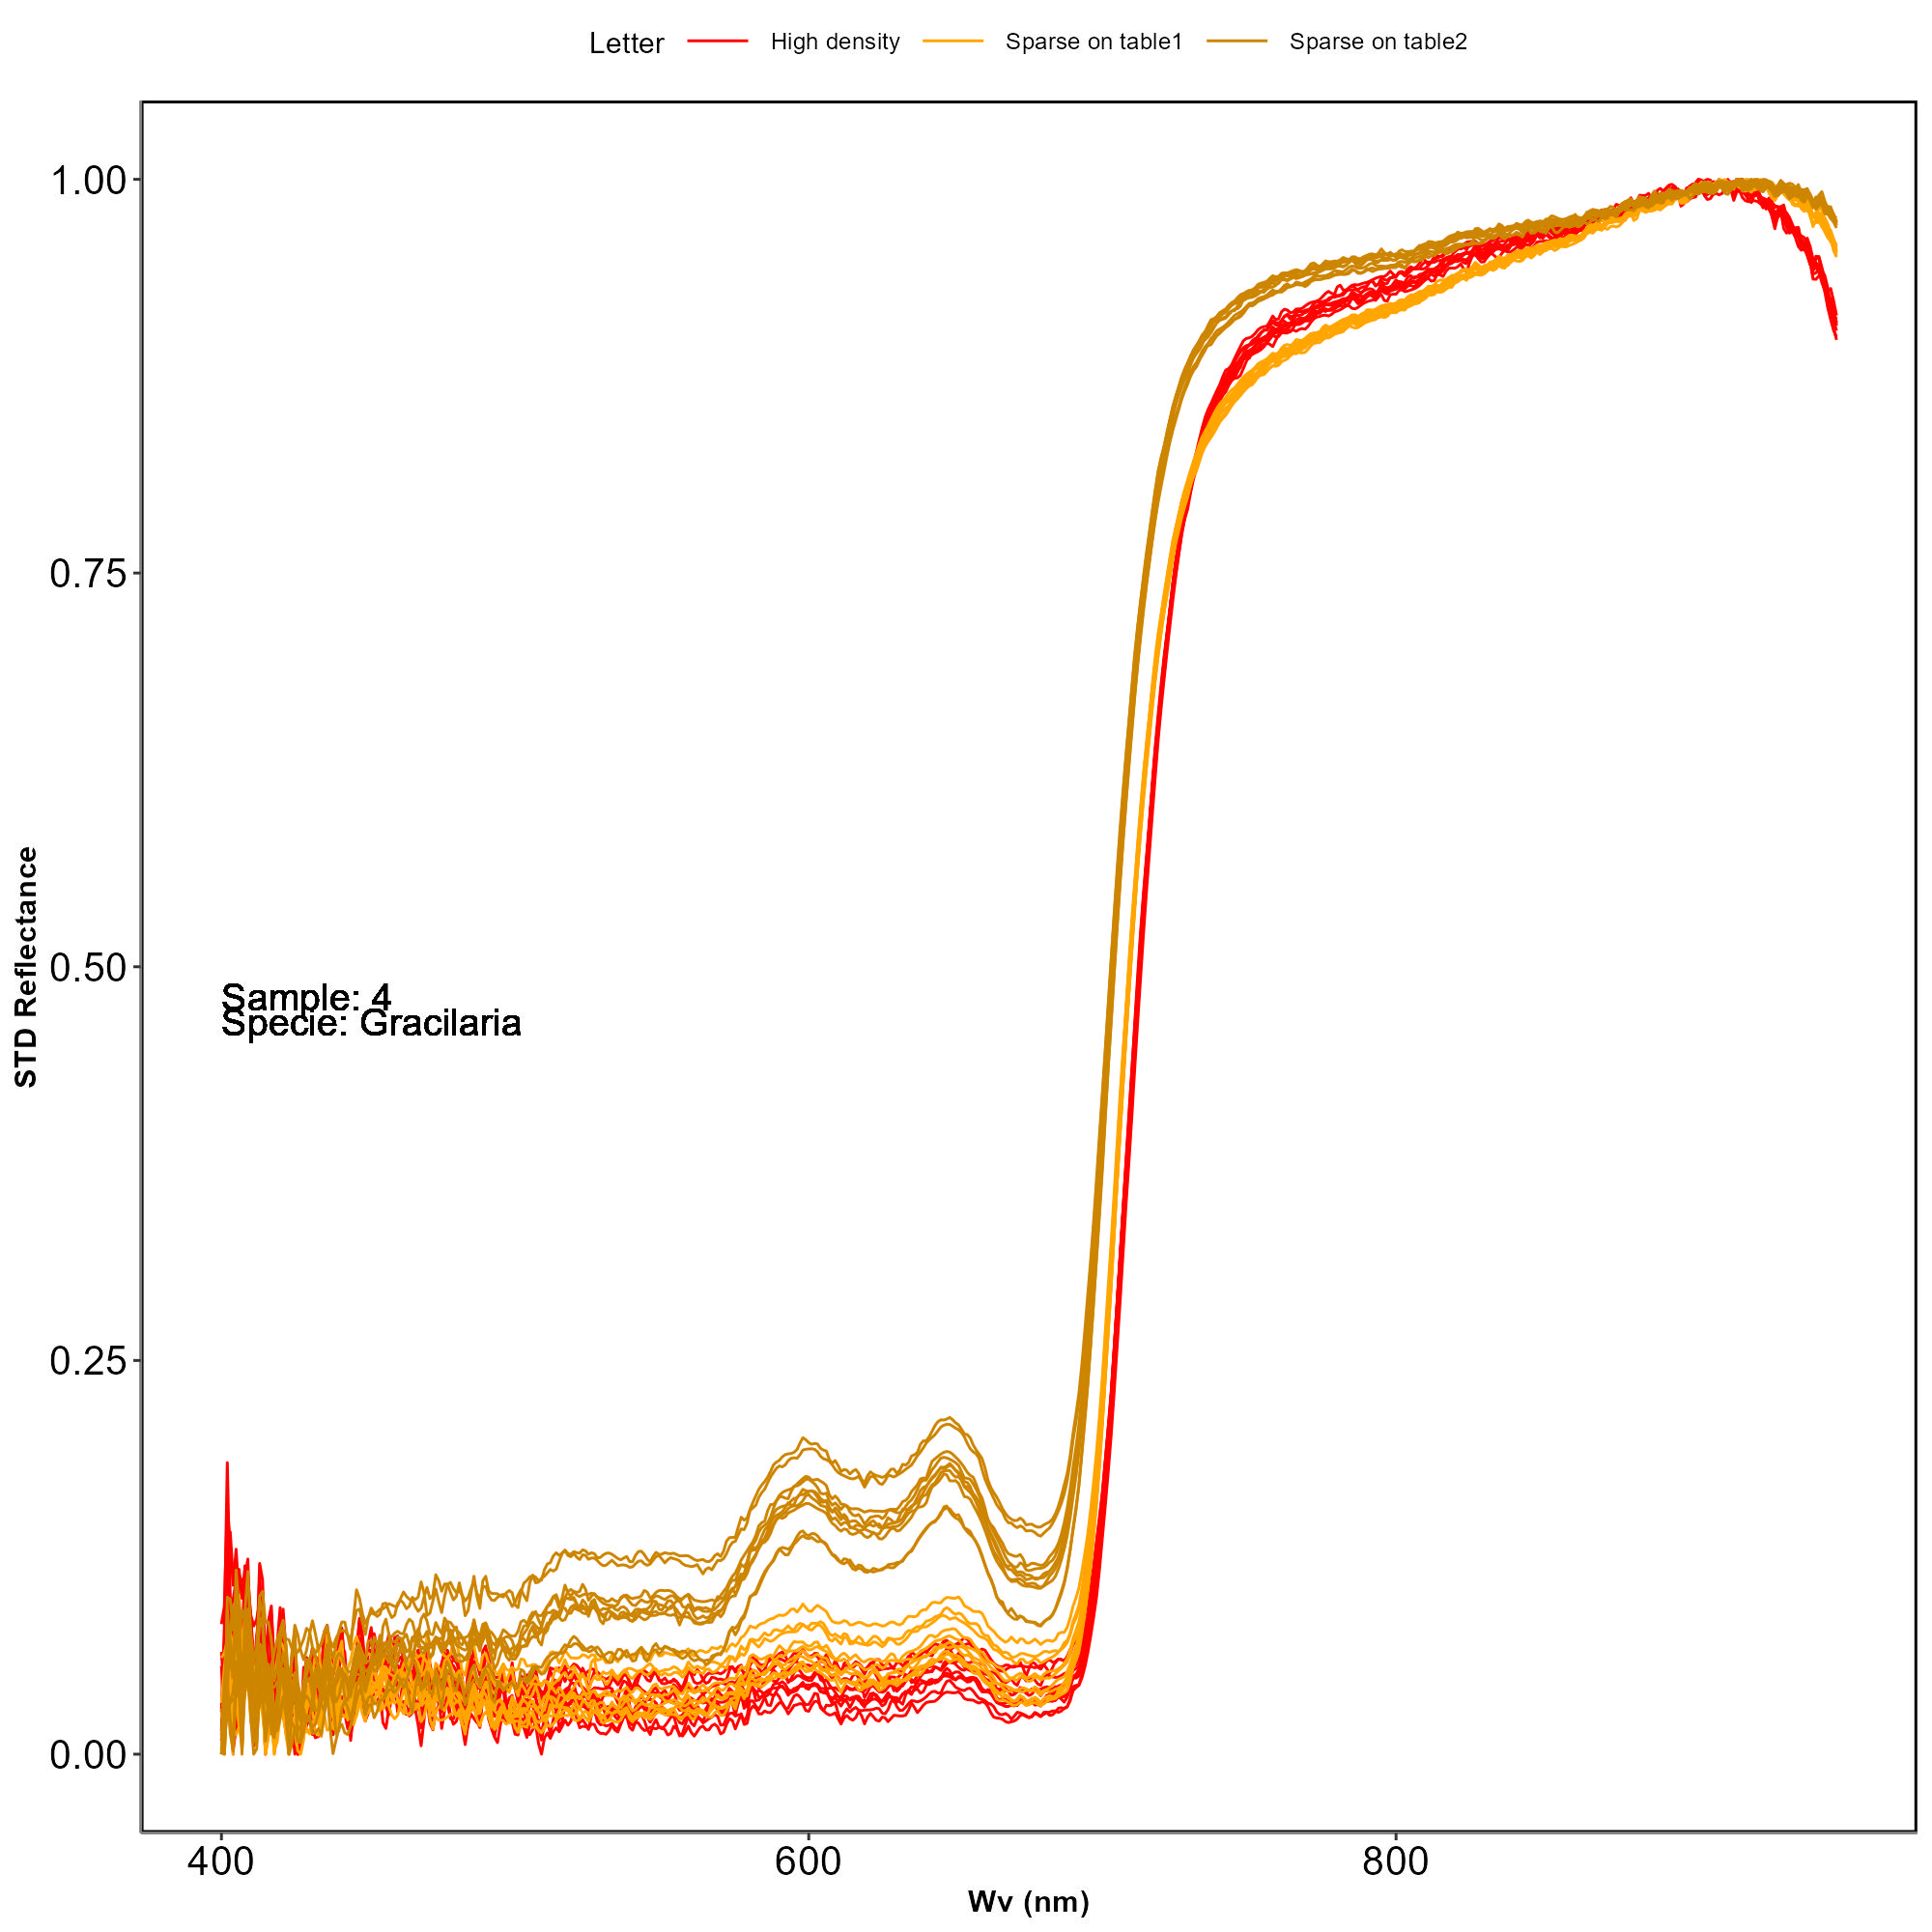 Letter High density Sparse on table1 Sparse on table2
1.00
0.75
0.50
0.25
0.00
STD Reflectance
Sample: 4
Specie: Gracilaria
400 600 800
Wv (nm)